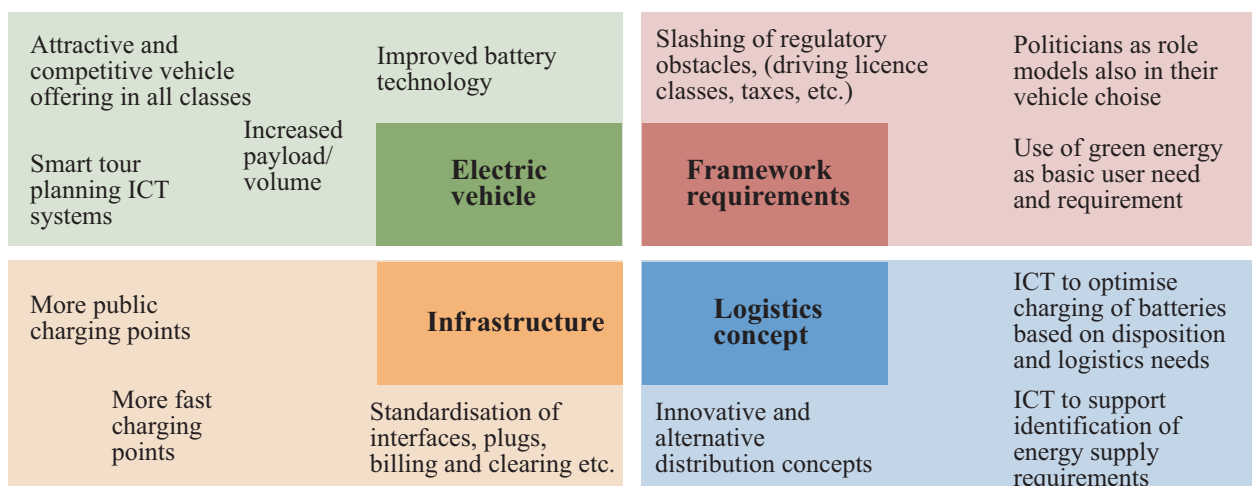 Attractive and
competitive vehicle
offering in all classes
Improved battery
technology
Increased
payload/
volume
Smart tour
planning ICT
systems
Electric
vehicle
Slashing of regulatory
obstacles, (driving licence
classes, taxes, etc.)
Politicians as role
models also in their
vehicle choise
Framework
requirements
Use of green energy
as basic user need
and requirement
More public
charging points
Infrastructure
More fast
charging
points
Standardisation of
interfaces, plugs,
billing and clearing etc.
Logistics
concept
ICT to optimise
charging of batteries
based on disposition
and logistics needs
Innovative and
alternative
distribution concepts
ICT to support
identification of
energy supply
requirements